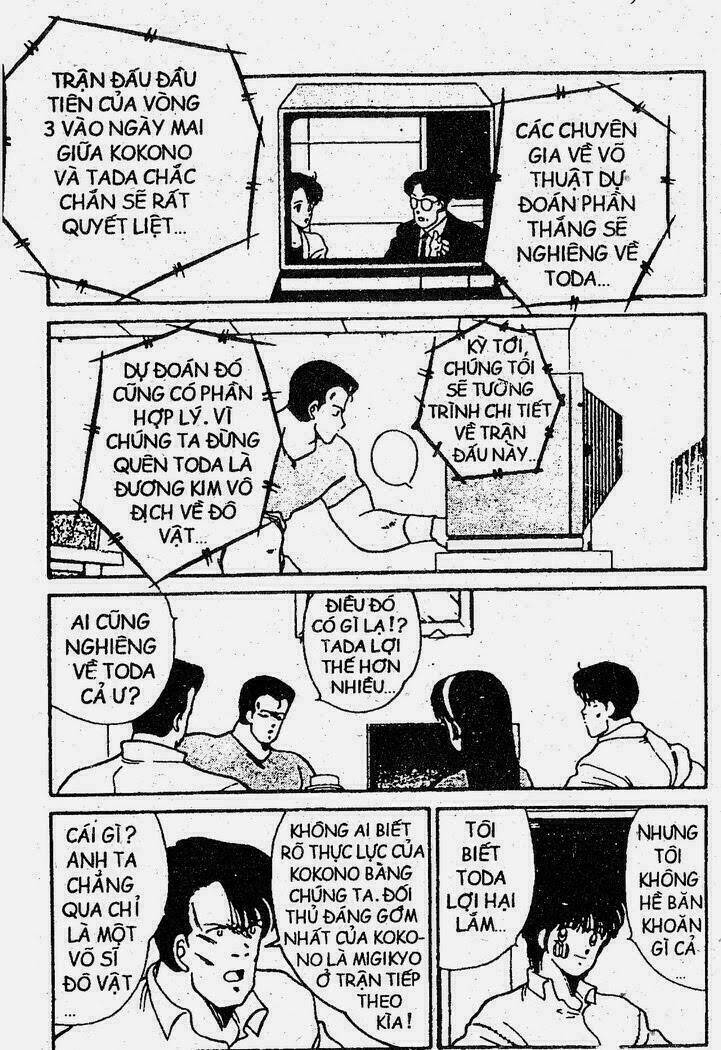 TRẬN ĐẤU ĐẦU
TIÊN CỦA VÒNG
3 VÀO NGÀY MAI
GIỮA KOKONO
VÀ TADA CHẮC
CHẮN SẼ RẤT
QUYẾT LIỆT...
CÁC CHUYÊN
GIA VỀ VÕ
THUẬT DỰ
ĐOÁN PHẦN
THẮNG SẼ
NGHIÊNG VỀ
TODA...
DỰ ĐOÁN ĐÓ
CŨNG CÓ PHẦN
HỢP LÝ. VÌ
CHÚNG TA ĐỪNG
QUÊN TODA LÀ
ĐƯƠNG KIM VÔ
ĐỊCH VỀ ĐÔ
VẬT...
KỲ TỚI,
CHÚNG TÔI
SẼ TƯỜNG
TRÌNH CHI TIẾT
VỀ TRẬN
ĐẤU NÀY...
AI CŨNG
NGHIÊNG
VỀ TODA
CẢ Ư?
ĐIỀU ĐÓ
CÓ GÌ LẠ!?
TADA LỢI
THẾ HƠN
NHIỀU...
CÁI GÌ?
ANH TA
CHẲNG
QUA CHỈ
LÀ MỘT
VÕ SĨ
ĐÔ VẬT
...
KHÔNG AI BIẾT
RÕ THỰC LỰC CỦA
KOKONO BẰNG
CHÚNG TA. ĐỐI
THỦ ĐÁNG GỜM
NHẤT CỦA KOKO-
NO LÀ MIGIKYO
Ở TRẬN TIẾP
THEO
KÌA!
TÔI
BIẾT
TODA
LỢI HẠI
LẮM...
NHƯNG
TÔI
KHÔNG
HỀ BĂN
KHOĂN
GÌ CẢ
...